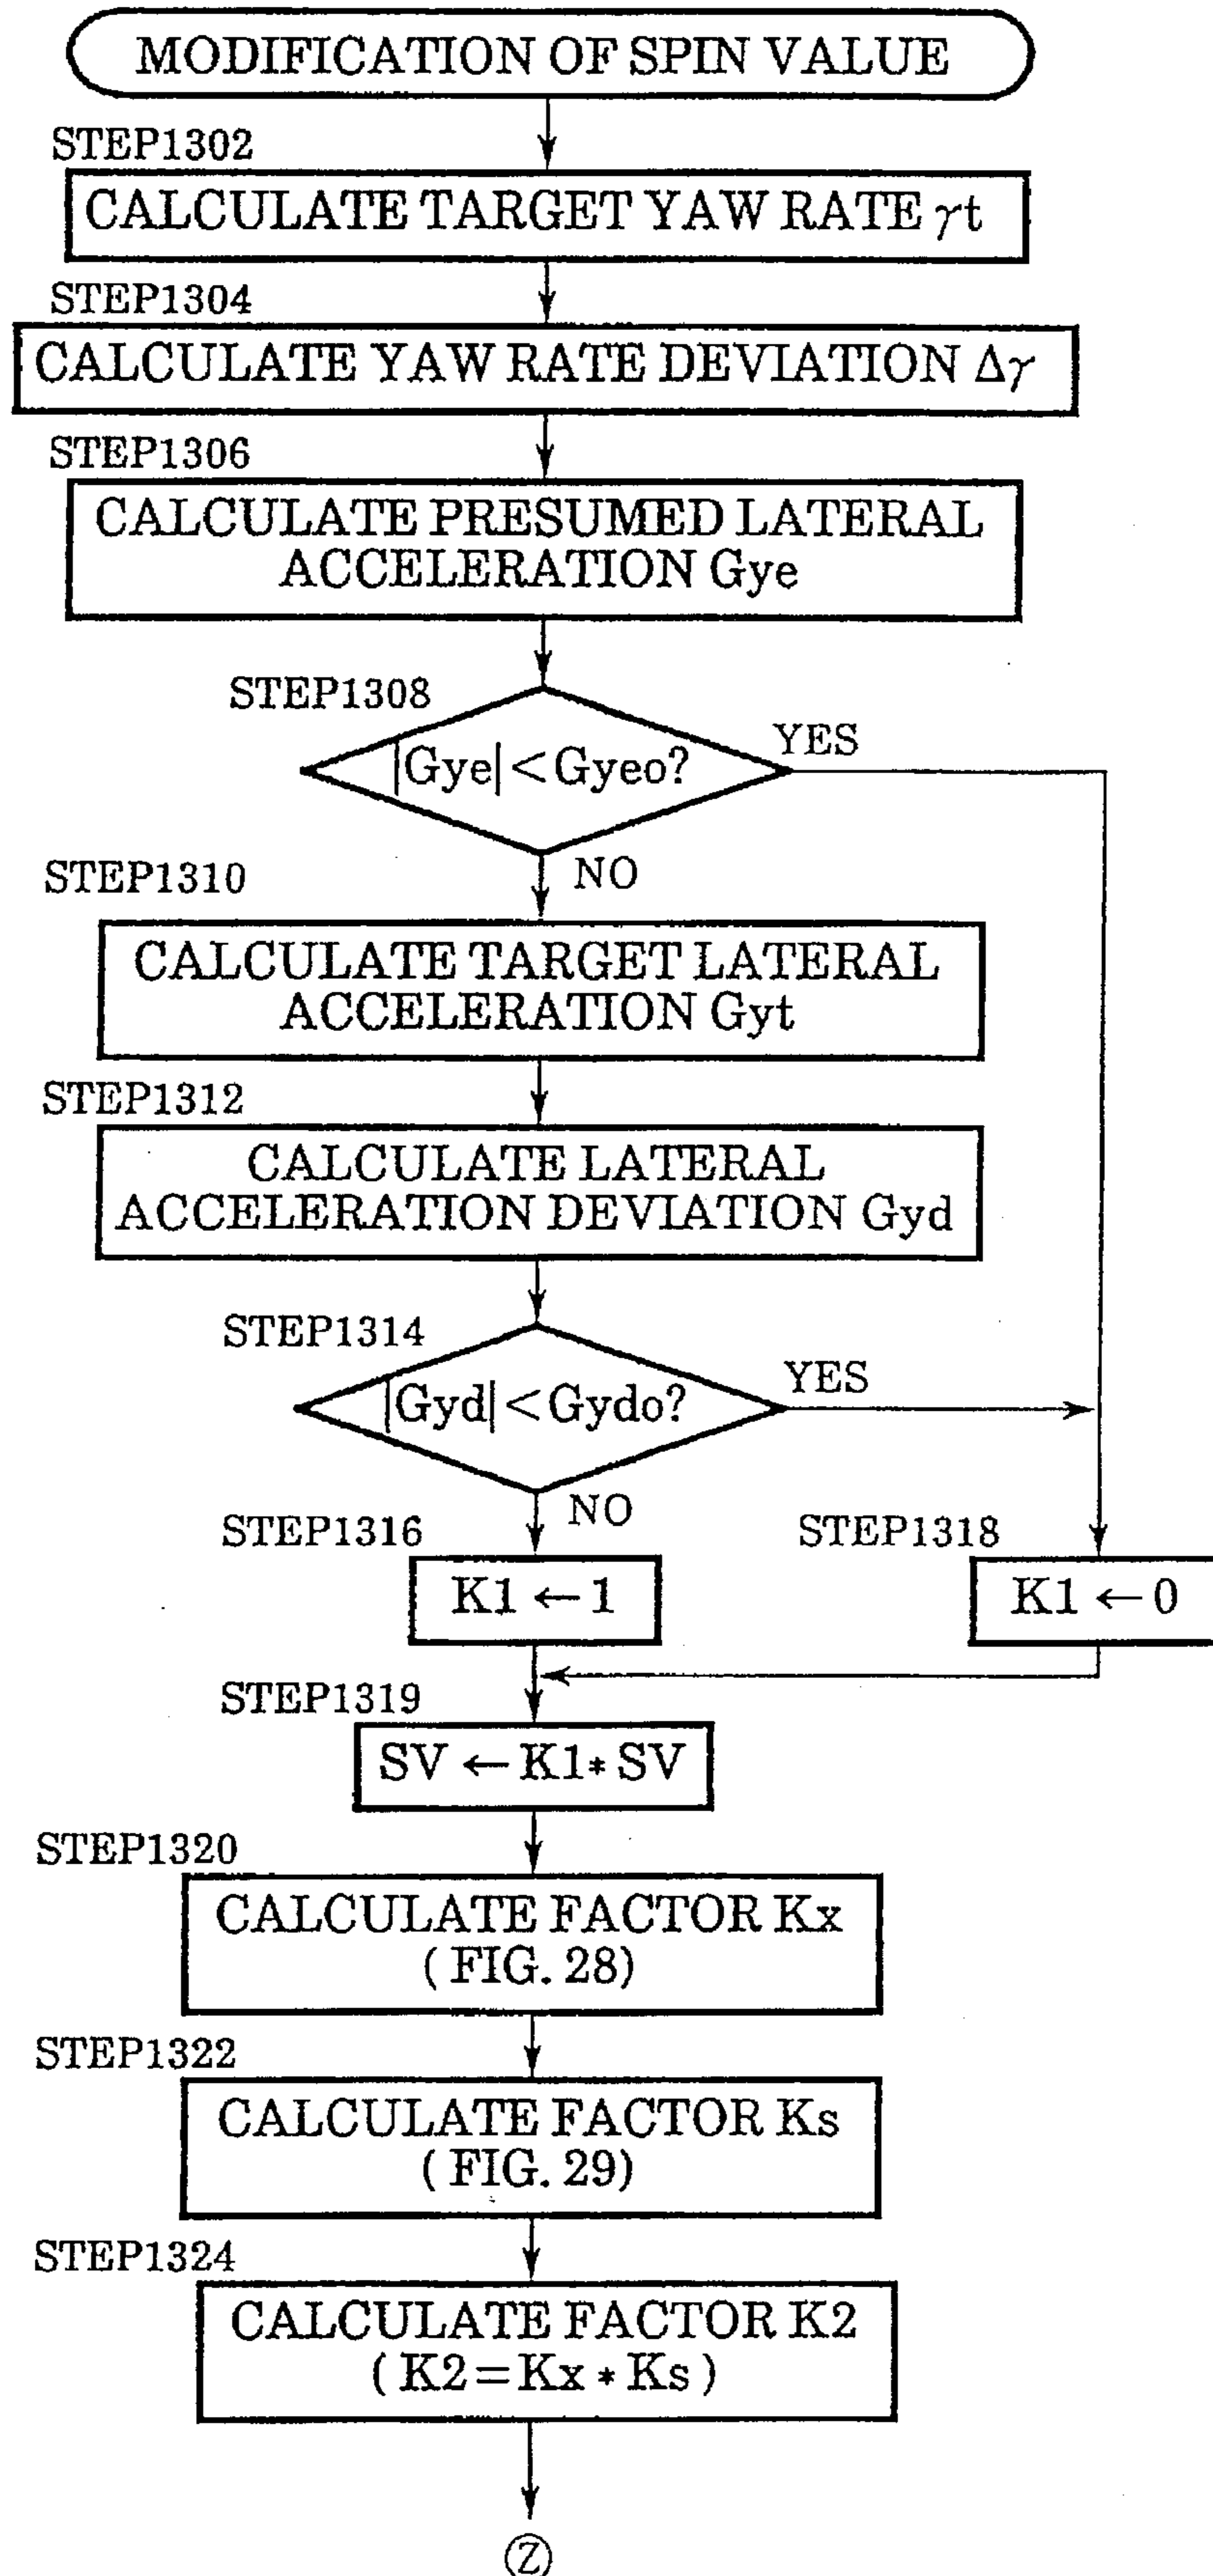 MODIFICATION OF SPIN VALUE
STEP1302
CALCULATE TARGET YAW RATE γt
STEP1304
CALCULATE YAW RATE DEVIATION Δγ
STEP1306
CALCULATE PRESUMED LATERAL
ACCELERATION Gye
STEP1308
|Gye| < Gyeo?
YES
NO
STEP1310
CALCULATE TARGET LATERAL
ACCELERATION Gyt
STEP1312
CALCULATE LATERAL
ACCELERATION DEVIATION Gyd
STEP1314
|Gyd| < Gydo?
YES
NO
STEP1316
K1 ← 1
STEP1318
K1 ← 0
STEP1319
SV ← K1* SV
STEP1320
CALCULATE FACTOR Kx
( FIG. 28)
STEP1322
CALCULATE FACTOR Ks
( FIG. 29)
STEP1324
CALCULATE FACTOR K2
( K2 = Kx * Ks )
Z